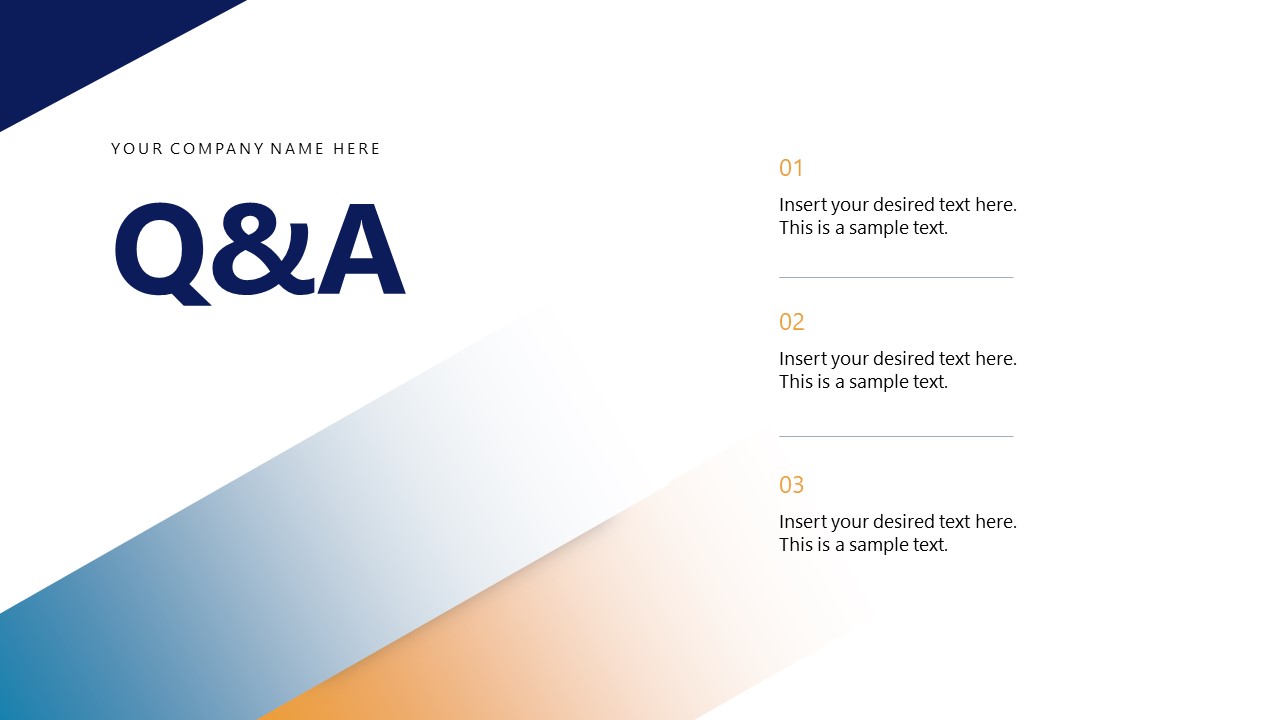 YOUR COMPANY NAME HERE
Q&A
01
Insert your desired text here.
This is a sample text.
02
Insert your desired text here.
This is a sample text.
03
Insert your desired text here.
This is a sample text.